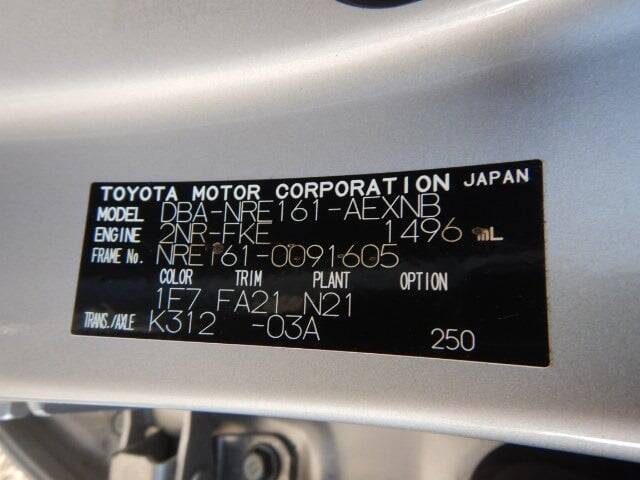 TOYOTA MOTOR CORPORATION JAPAN
MODEL DBA-NRE161-AEXNB
ENGINE 2NR-FKE 1496 mL
FRAME No. NRE161-0091605
COLOR TRIM PLANT OPTION
1F7 FA21 N21
TRANS./AXLE K312 -03A
250